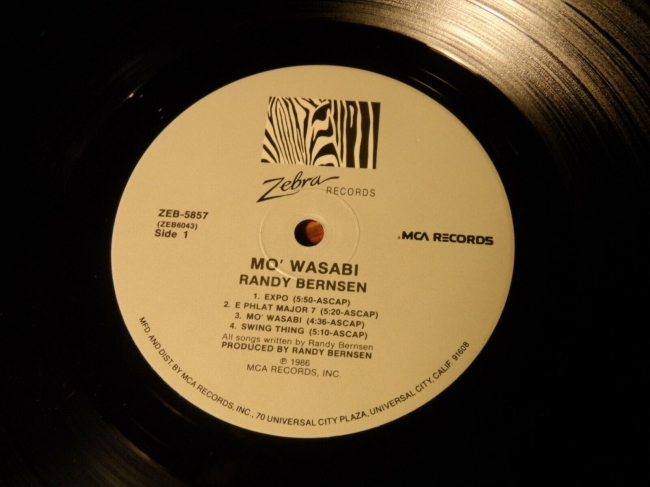 Zebra RECORDS
ZEB-5857
(ZEB6043)
Side 1
MCA RECORDS
MO' WASABI
RANDY BERNSEN
1. EXPO (5:50-ASCAP)
2. E PHLAT MAJOR 7 (5:20-ASCAP)
3. MO' WASABI (4:36-ASCAP)
4. SWING THING (5:10-ASCAP)
All songs written by Randy Bernsen
PRODUCED BY RANDY BERNSEN
℗ 1986
MCA RECORDS, INC.
MFD. AND DIST. BY MCA RECORDS, INC., 70 UNIVERSAL CITY PLAZA, UNIVERSAL CITY, CALIF. 91608